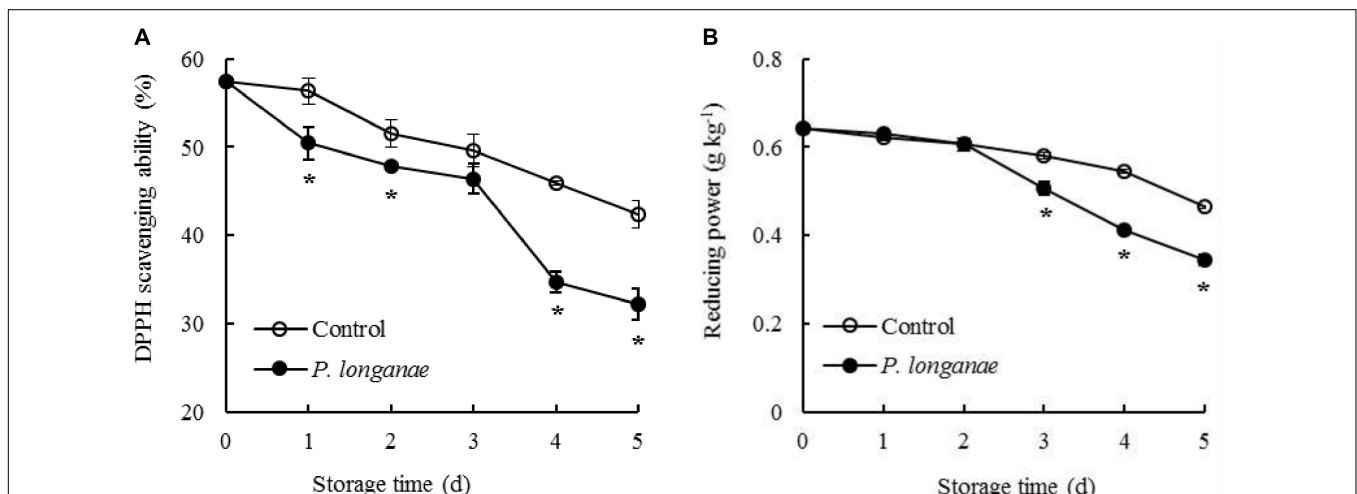 A
DPPH scavenging ability (%)
60
50
40
30
20
* * * *
Control
P. longanae
0 1 2 3 4 5
Storage time (d)
B
Reducing power (g kg⁻¹)
0.8
0.6
0.4
0.2
0
* * *
Control
P. longanae
0 1 2 3 4 5
Storage time (d)